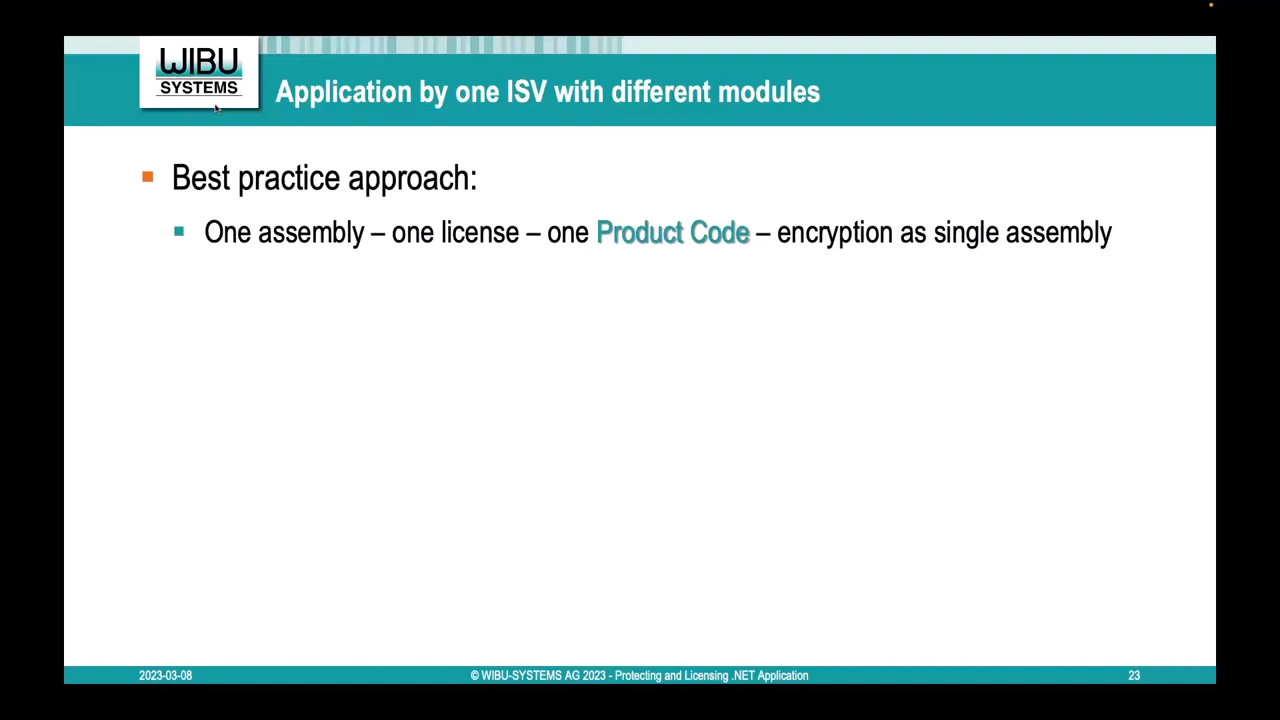 WIBU
SYSTEMS
Application by one ISV with different modules
Best practice approach:
One assembly – one license – one Product Code – encryption as single assembly
2023-03-08
© WIBU-SYSTEMS AG 2023 - Protecting and Licensing .NET Application
23